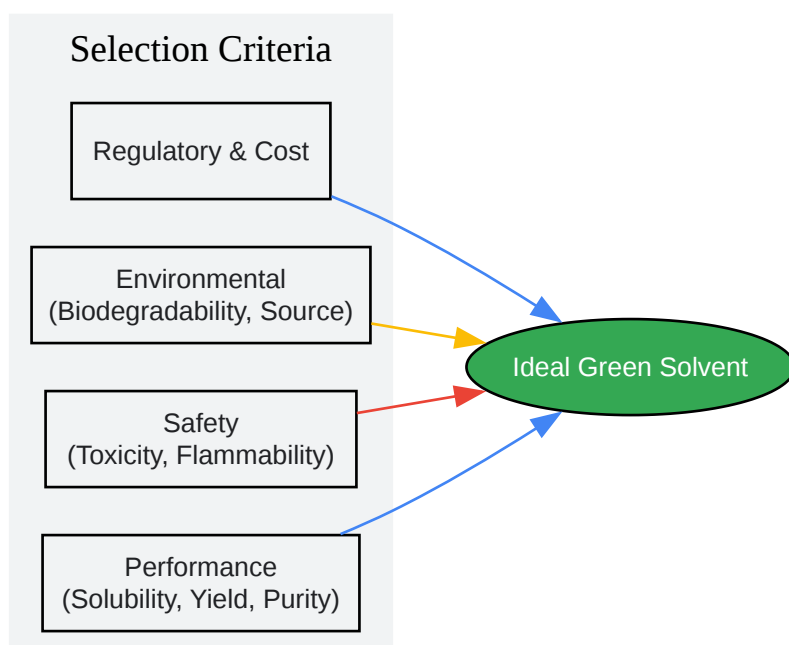 Selection Criteria
Regulatory & Cost
Environmental
(Biodegradability, Source)
Safety
(Toxicity, Flammability)
Performance
(Solubility, Yield, Purity)
Ideal Green Solvent